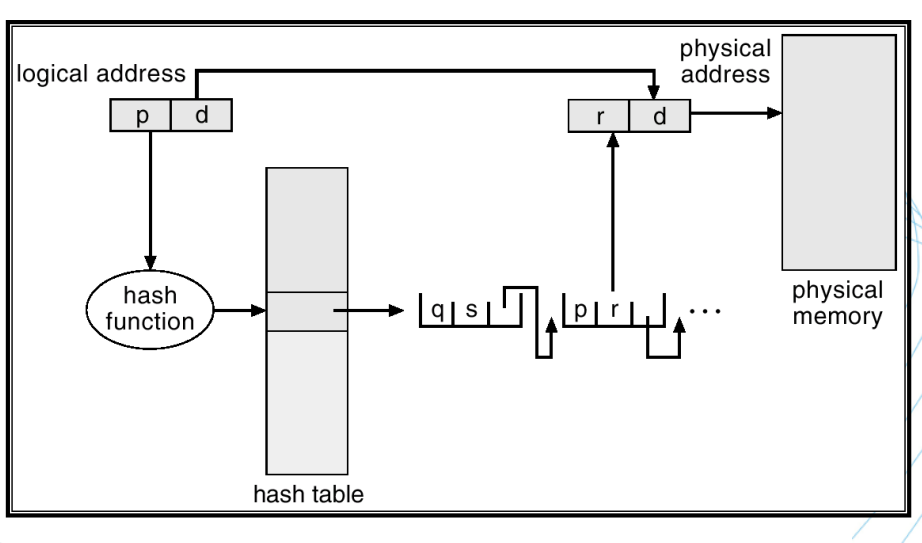 logical address
p d
physical
address
r d
hash
function
q s
p r ...
physical
memory
hash table